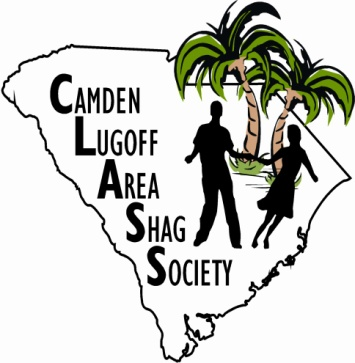 CAMDEN
LUGOFF
AREA
SHAG
SOCIETY